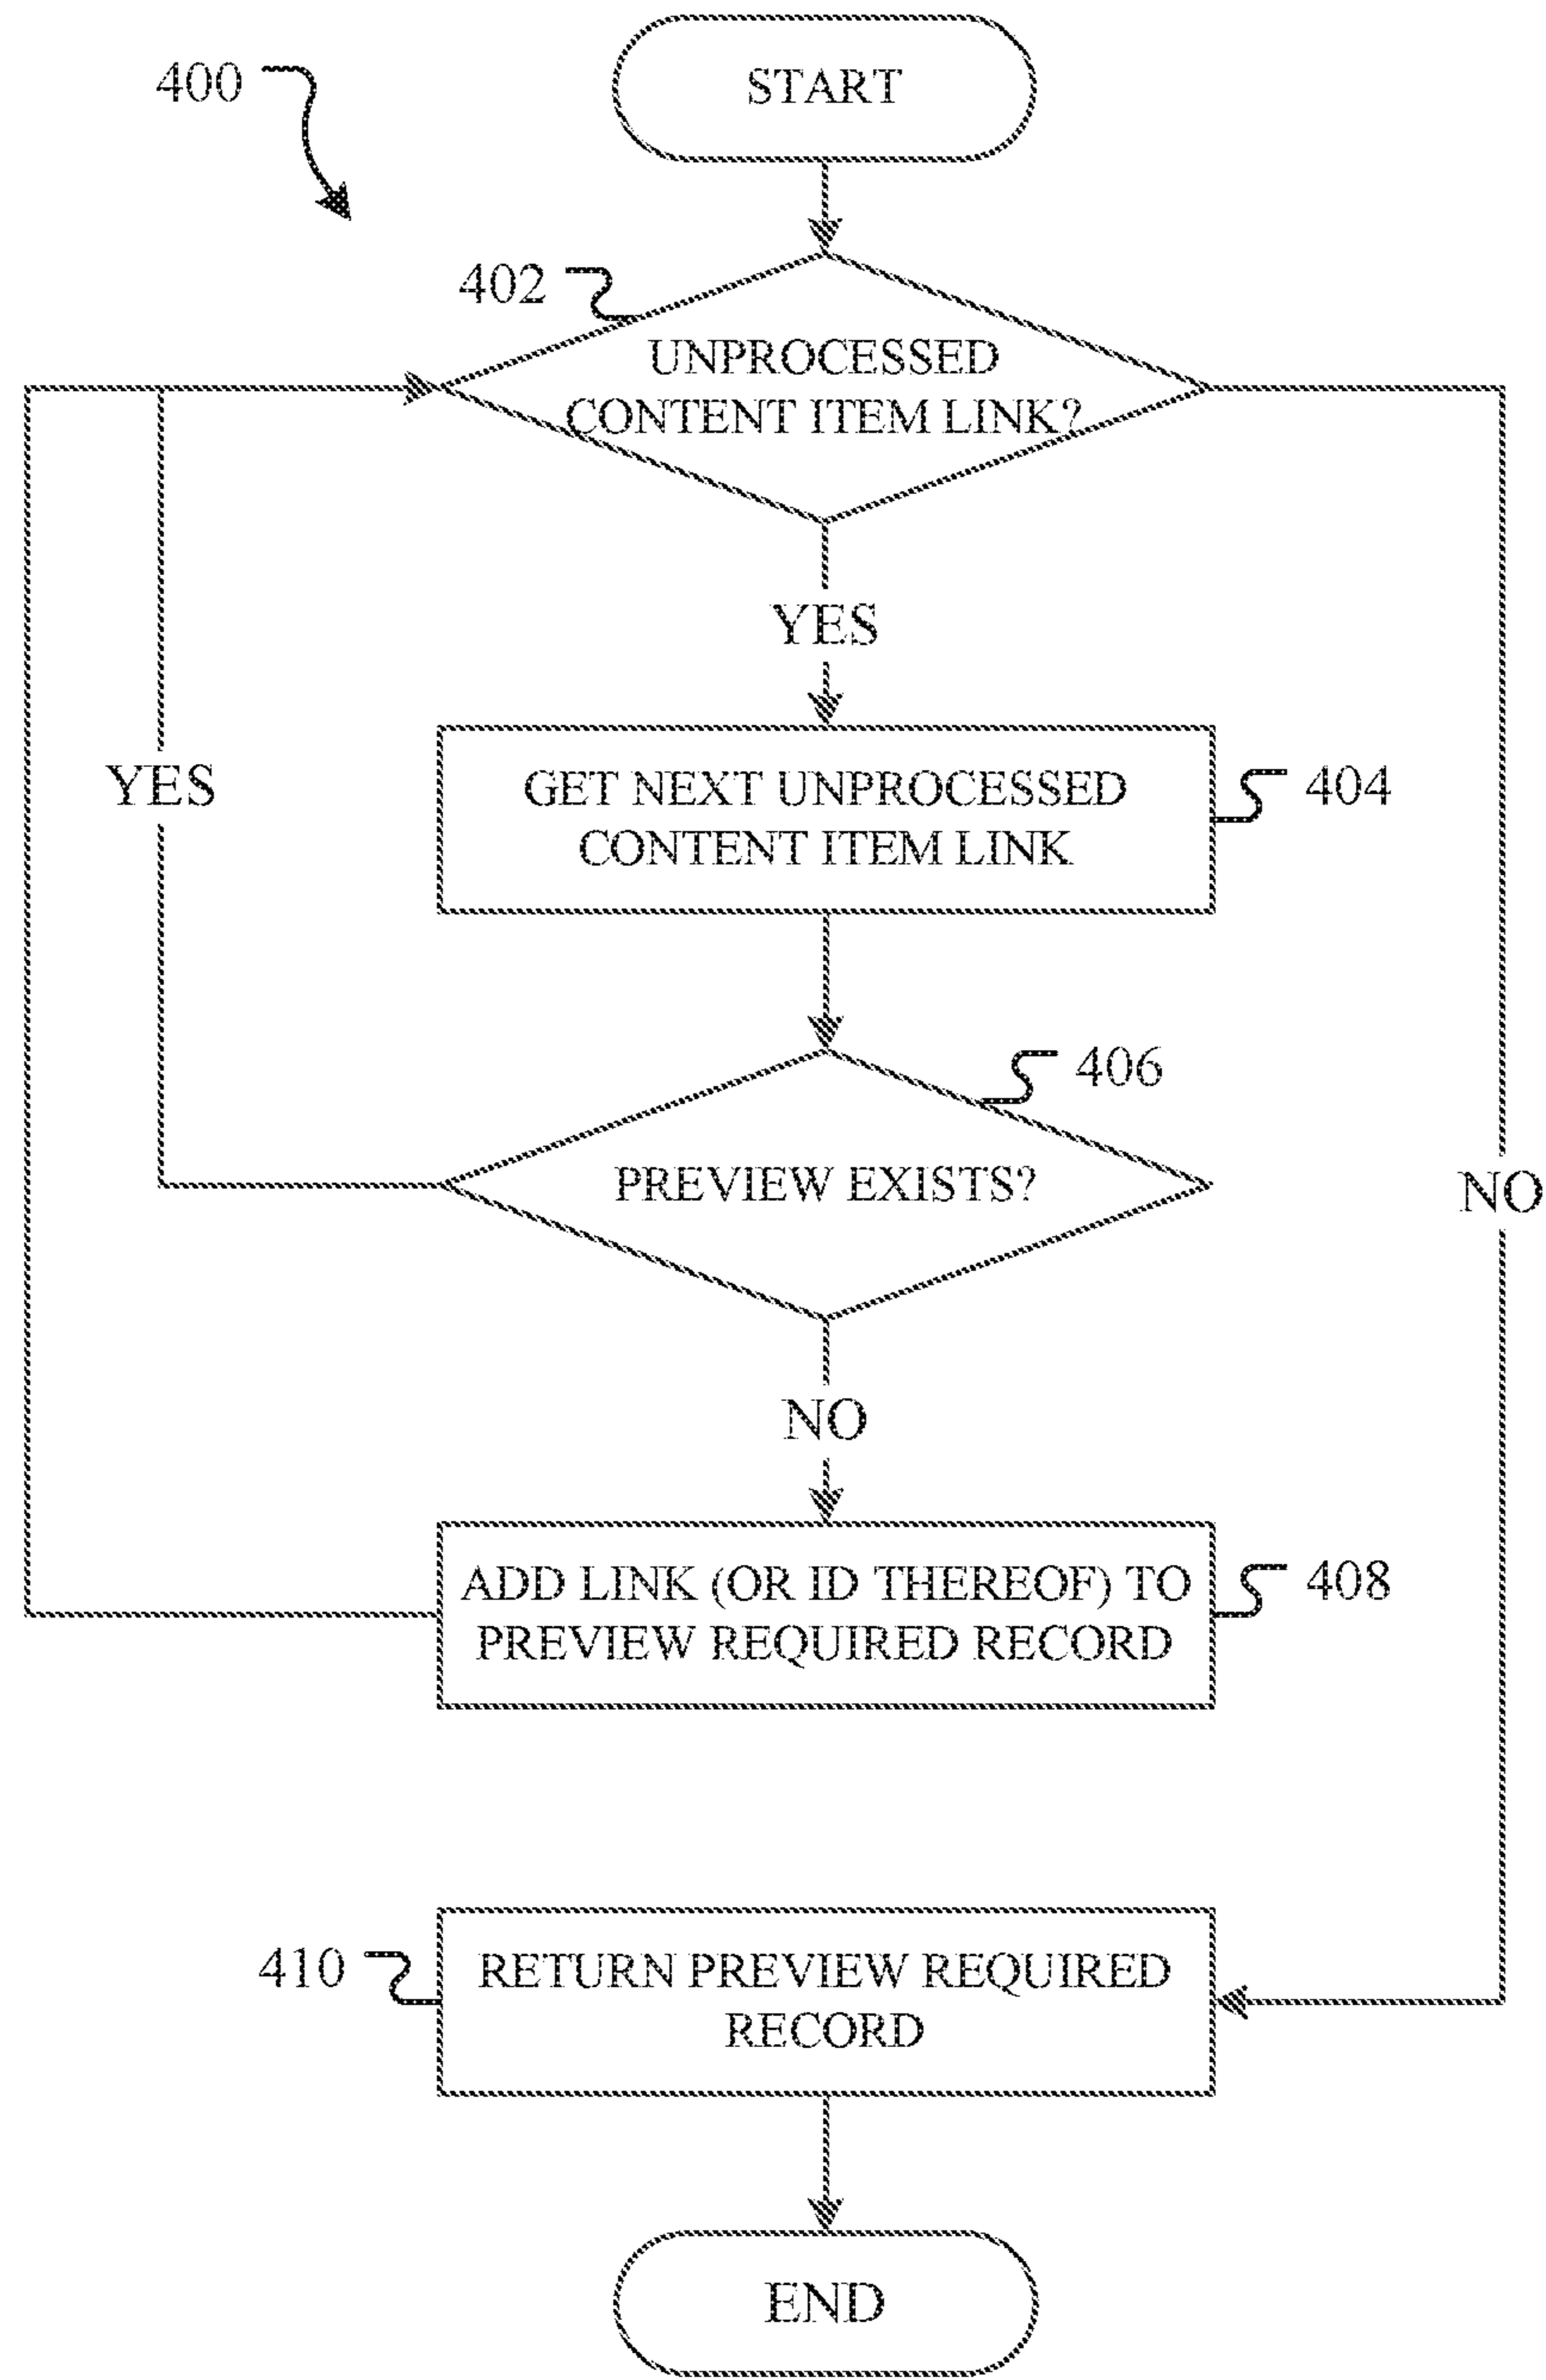 400
START
402
UNPROCESSED
CONTENT ITEM LINK?
YES
YES
GET NEXT UNPROCESSED
CONTENT ITEM LINK
404
406
PREVIEW EXISTS?
NO
NO
ADD LINK (OR ID THEREOF) TO
PREVIEW REQUIRED RECORD
408
410
RETURN PREVIEW REQUIRED
RECORD
END